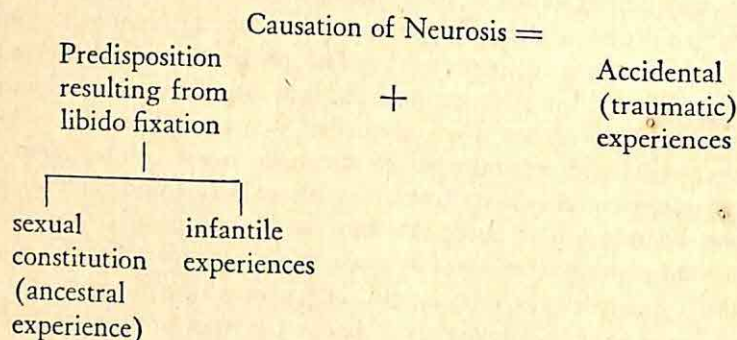 Causation of Neurosis =
Predisposition
resulting from
libido fixation
+
Accidental
(traumatic)
experiences
sexual
constitution
(ancestral
experience)
infantile
experiences